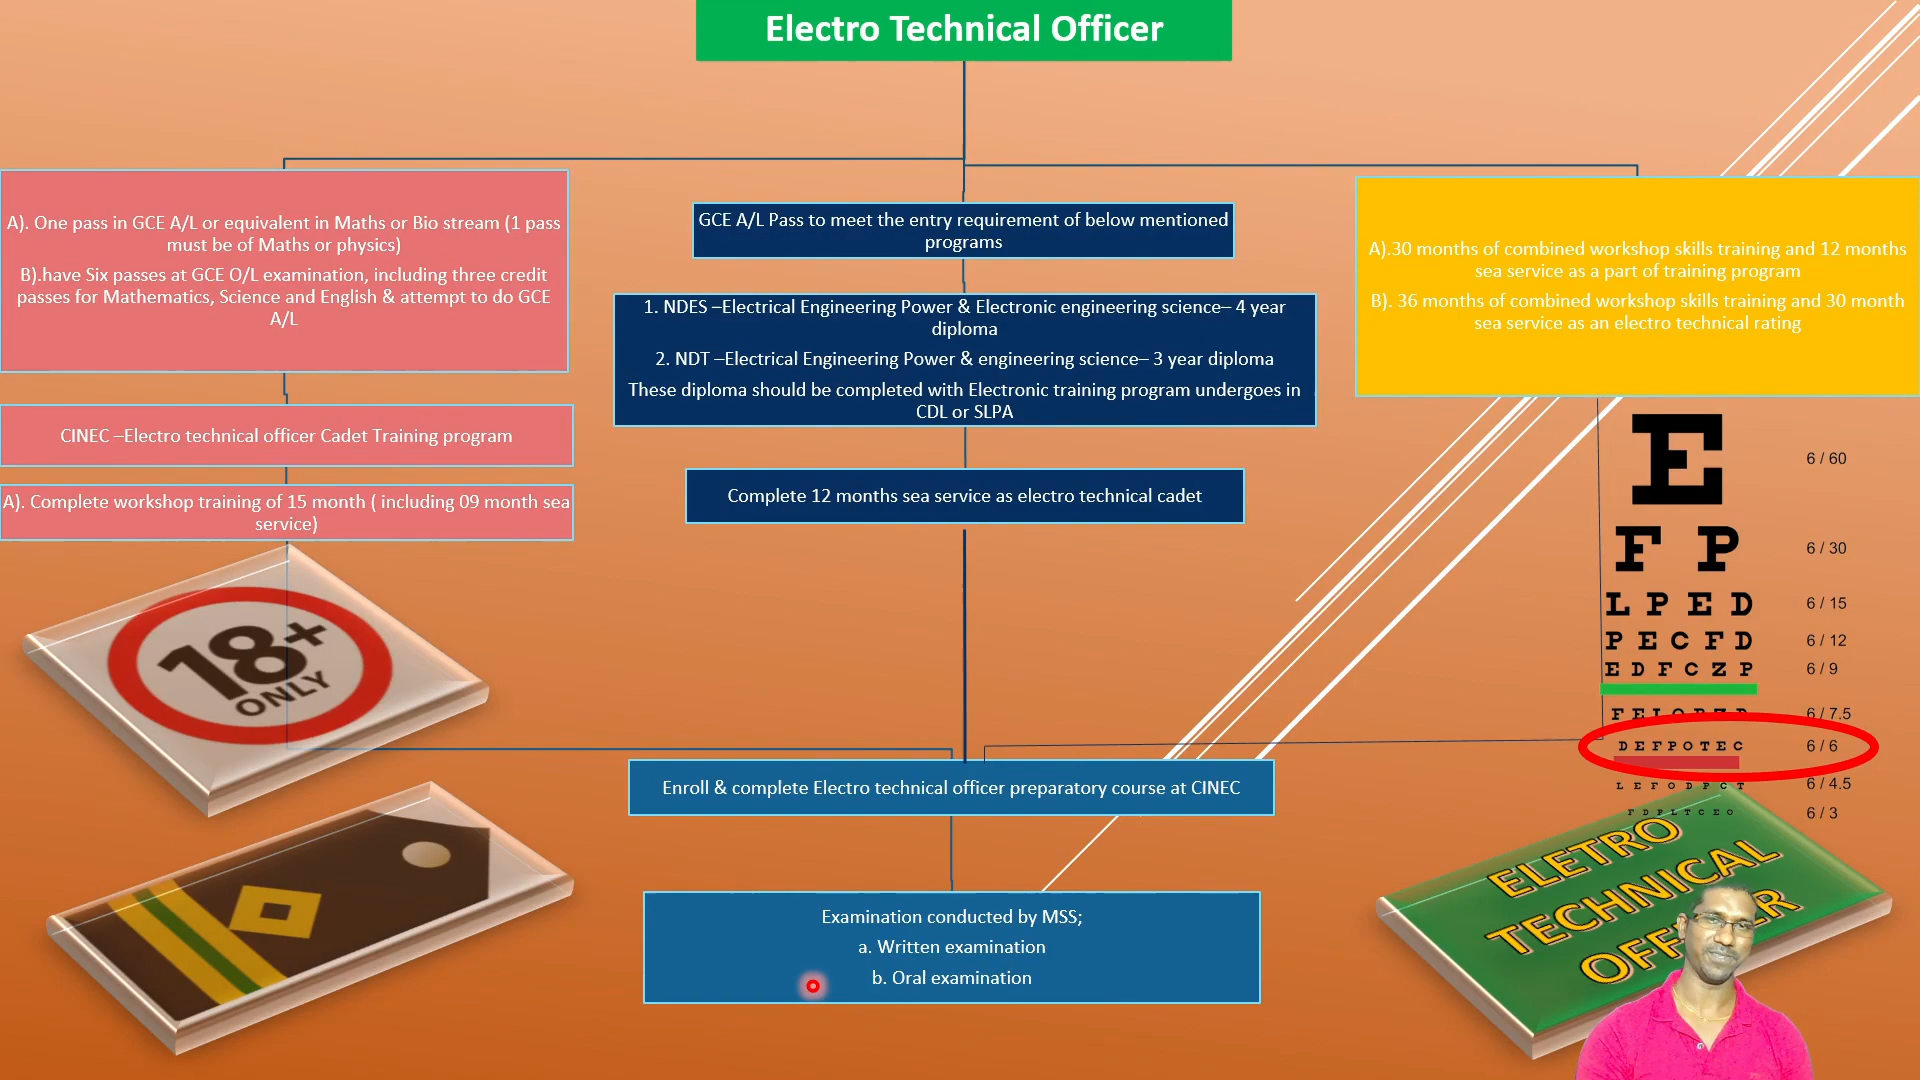 Electro Technical Officer
A). One pass in GCE A/L or equivalent in Maths or Bio stream (1 pass
must be of Maths or physics)
B).have Six passes at GCE O/L examination, including three credit
passes for Mathematics, Science and English & attempt to do GCE
A/L
CINEC –Electro technical officer Cadet Training program
A). Complete workshop training of 15 month ( including 09 month sea
service)
18+
ONLY
GCE A/L Pass to meet the entry requirement of below mentioned
programs
1. NDES –Electrical Engineering Power & Electronic engineering science– 4 year
diploma
2. NDT –Electrical Engineering Power & engineering science– 3 year diploma
These diploma should be completed with Electronic training program undergoes in
CDL or SLPA
Complete 12 months sea service as electro technical cadet
A).30 months of combined workshop skills training and 12 months
sea service as a part of training program
B). 36 months of combined workshop skills training and 30 month
sea service as an electro technical rating
E 6 / 60
F P 6 / 30
L P E D 6 / 15
P E C F D 6 / 12
E D F C Z P 6 / 9
6 / 7.5
D E F P O T E C 6 / 6
L E F O D P C T 6 / 4.5
F D P L T C E O 6 / 3
Enroll & complete Electro technical officer preparatory course at CINEC
Examination conducted by MSS;
a. Written examination
b. Oral examination
ELETRO
TECHNICAL